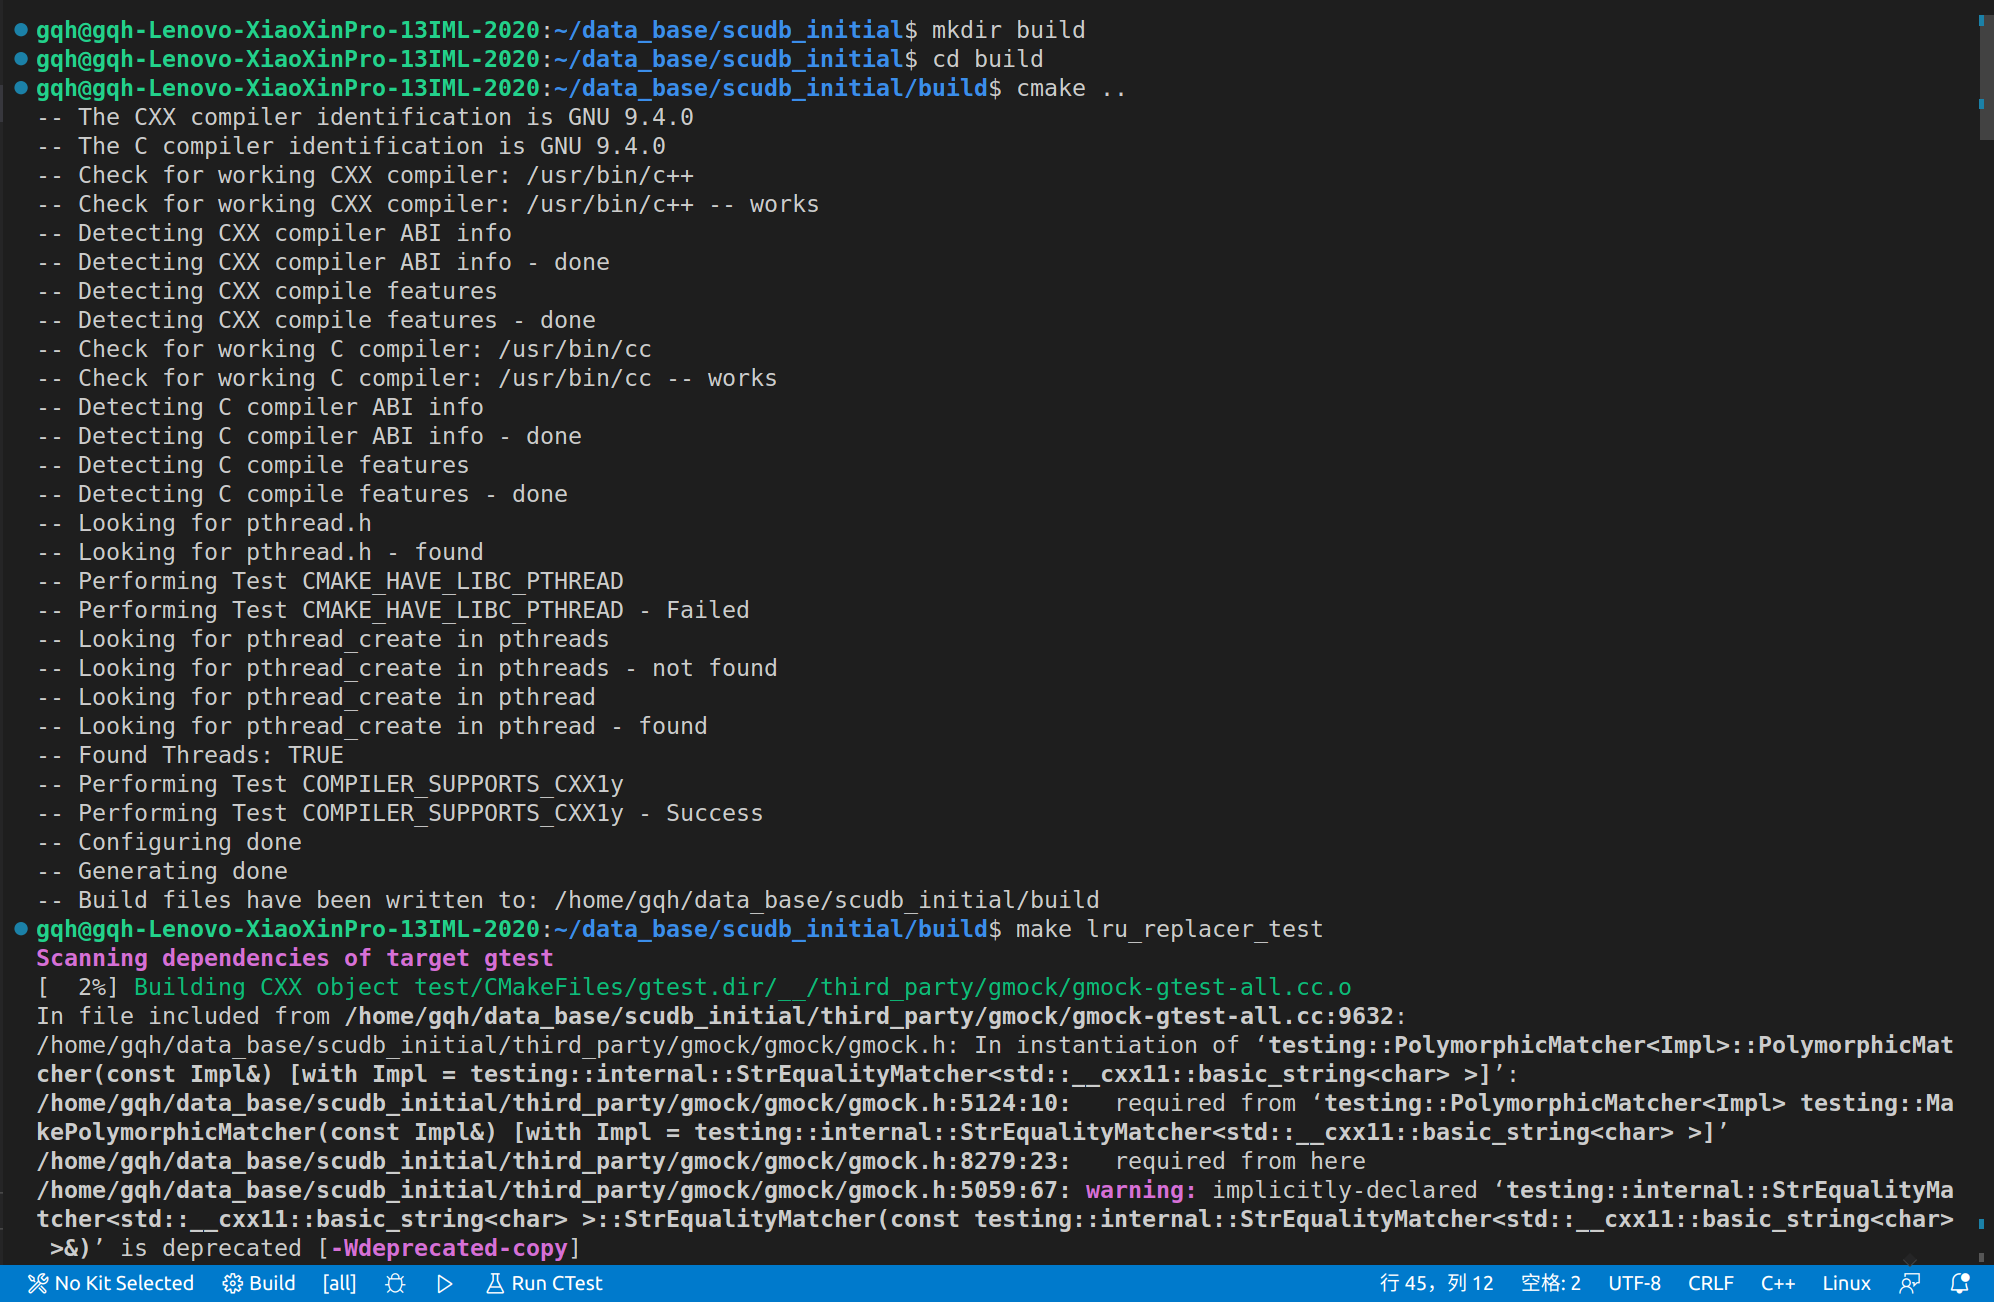 gqh@gqh-Lenovo-XiaoXinPro-13IML-2020:~/data_base/scudb_initial$ mkdir build
gqh@gqh-Lenovo-XiaoXinPro-13IML-2020:~/data_base/scudb_initial$ cd build
gqh@gqh-Lenovo-XiaoXinPro-13IML-2020:~/data_base/scudb_initial/build$ cmake ..
-- The CXX compiler identification is GNU 9.4.0
-- The C compiler identification is GNU 9.4.0
-- Check for working CXX compiler: /usr/bin/c++
-- Check for working CXX compiler: /usr/bin/c++ -- works
-- Detecting CXX compiler ABI info
-- Detecting CXX compiler ABI info - done
-- Detecting CXX compile features
-- Detecting CXX compile features - done
-- Check for working C compiler: /usr/bin/cc
-- Check for working C compiler: /usr/bin/cc -- works
-- Detecting C compiler ABI info
-- Detecting C compiler ABI info - done
-- Detecting C compile features
-- Detecting C compile features - done
-- Looking for pthread.h
-- Looking for pthread.h - found
-- Performing Test CMAKE_HAVE_LIBC_PTHREAD
-- Performing Test CMAKE_HAVE_LIBC_PTHREAD - Failed
-- Looking for pthread_create in pthreads
-- Looking for pthread_create in pthreads - not found
-- Looking for pthread_create in pthread
-- Looking for pthread_create in pthread - found
-- Found Threads: TRUE
-- Performing Test COMPILER_SUPPORTS_CXX1y
-- Performing Test COMPILER_SUPPORTS_CXX1y - Success
-- Configuring done
-- Generating done
-- Build files have been written to: /home/gqh/data_base/scudb_initial/build
gqh@gqh-Lenovo-XiaoXinPro-13IML-2020:~/data_base/scudb_initial/build$ make lru_replacer_test
Scanning dependencies of target gtest
[  2%] Building CXX object test/CMakeFiles/gtest.dir/__/third_party/gmock/gmock-gtest-all.cc.o
In file included from /home/gqh/data_base/scudb_initial/third_party/gmock/gmock-gtest-all.cc:9632:
/home/gqh/data_base/scudb_initial/third_party/gmock/gmock/gmock.h: In instantiation of ‘testing::PolymorphicMatcher<Impl>::PolymorphicMat
cher(const Impl&) [with Impl = testing::internal::StrEqualityMatcher<std::__cxx11::basic_string<char> >]’:
/home/gqh/data_base/scudb_initial/third_party/gmock/gmock/gmock.h:5124:10:   required from ‘testing::PolymorphicMatcher<Impl> testing::Ma
kePolymorphicMatcher(const Impl&) [with Impl = testing::internal::StrEqualityMatcher<std::__cxx11::basic_string<char> >]’
/home/gqh/data_base/scudb_initial/third_party/gmock/gmock/gmock.h:8279:23:   required from here
/home/gqh/data_base/scudb_initial/third_party/gmock/gmock/gmock.h:5059:67: warning: implicitly-declared ‘testing::internal::StrEqualityMa
tcher<std::__cxx11::basic_string<char> >::StrEqualityMatcher(const testing::internal::StrEqualityMatcher<std::__cxx11::basic_string<char>
 >&)’ is deprecated [-Wdeprecated-copy]
No Kit Selected Build [all] Run CTest 行 45，列 12 空格: 2 UTF-8 CRLF C++ Linux